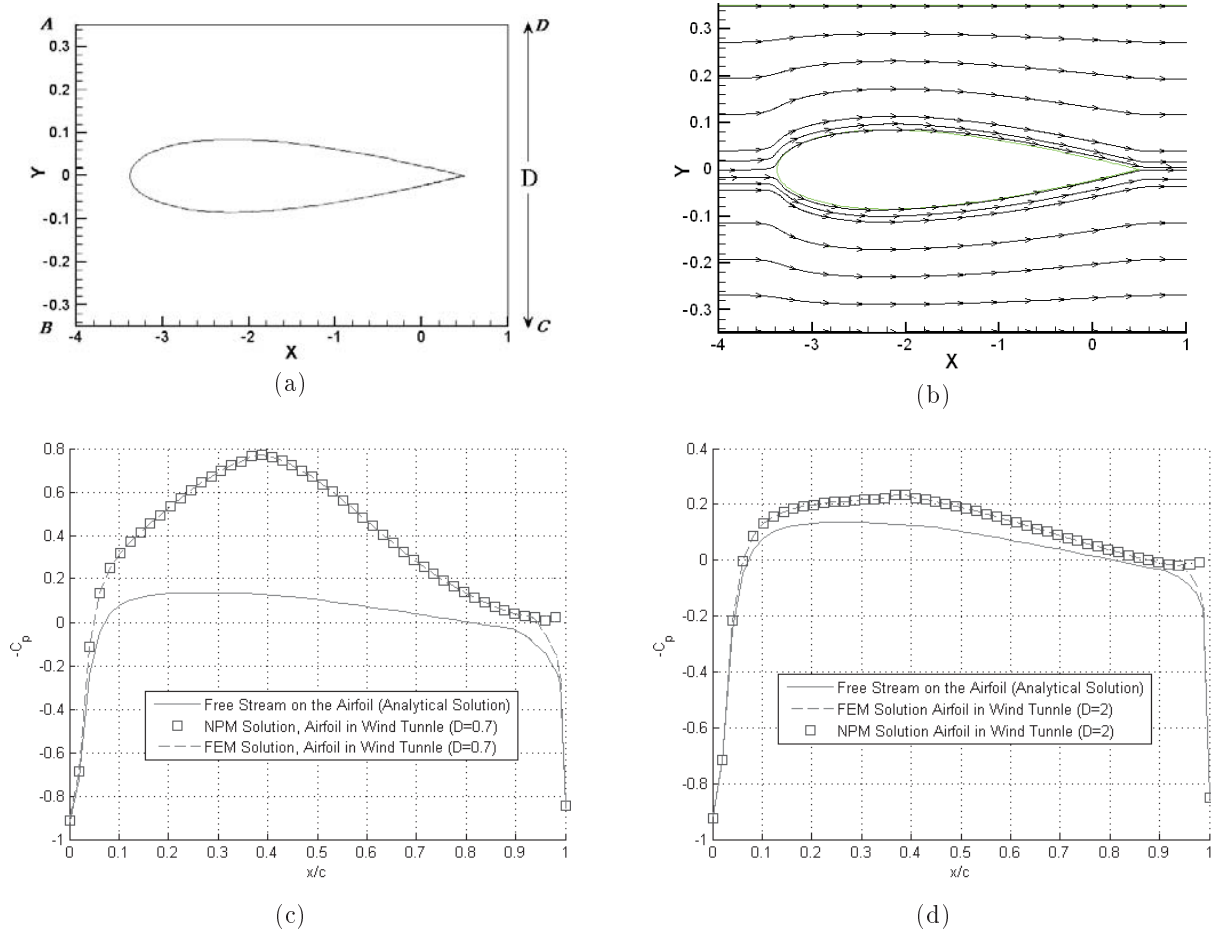 A
D
0.3
0.2
0.1
0
-0.1
-0.2
-0.3
Y
D
B
C
-4
-3
-2
-1
0
1
X
(a)
0.3
0.2
0.1
0
-0.1
-0.2
-0.3
Y
-4
-3
-2
-1
0
1
X
(b)
0.8
0.6
0.4
0.2
0
-0.2
-0.4
-0.6
-0.8
-1
-Cp
Free Stream on the Airfoil (Analytical Solution)
NPM Solution, Airfoil in Wind Tunnle (D=0.7)
FEM Solution, Airfoil in Wind Tunnle (D=0.7)
0
0.1
0.2
0.3
0.4
0.5
0.6
0.7
0.8
0.9
1
x/c
(c)
0.4
0.2
0
-0.2
-0.4
-0.6
-0.8
-1
-Cp
Free Stream on the Airfoil (Analytical Solution)
FEM Solution Airfoil in Wind Tunnle (D=2)
NPM Solution Airfoil in Wind Tunnle (D=2)
0
0.1
0.2
0.3
0.4
0.5
0.6
0.7
0.8
0.9
1
x/c
(d)